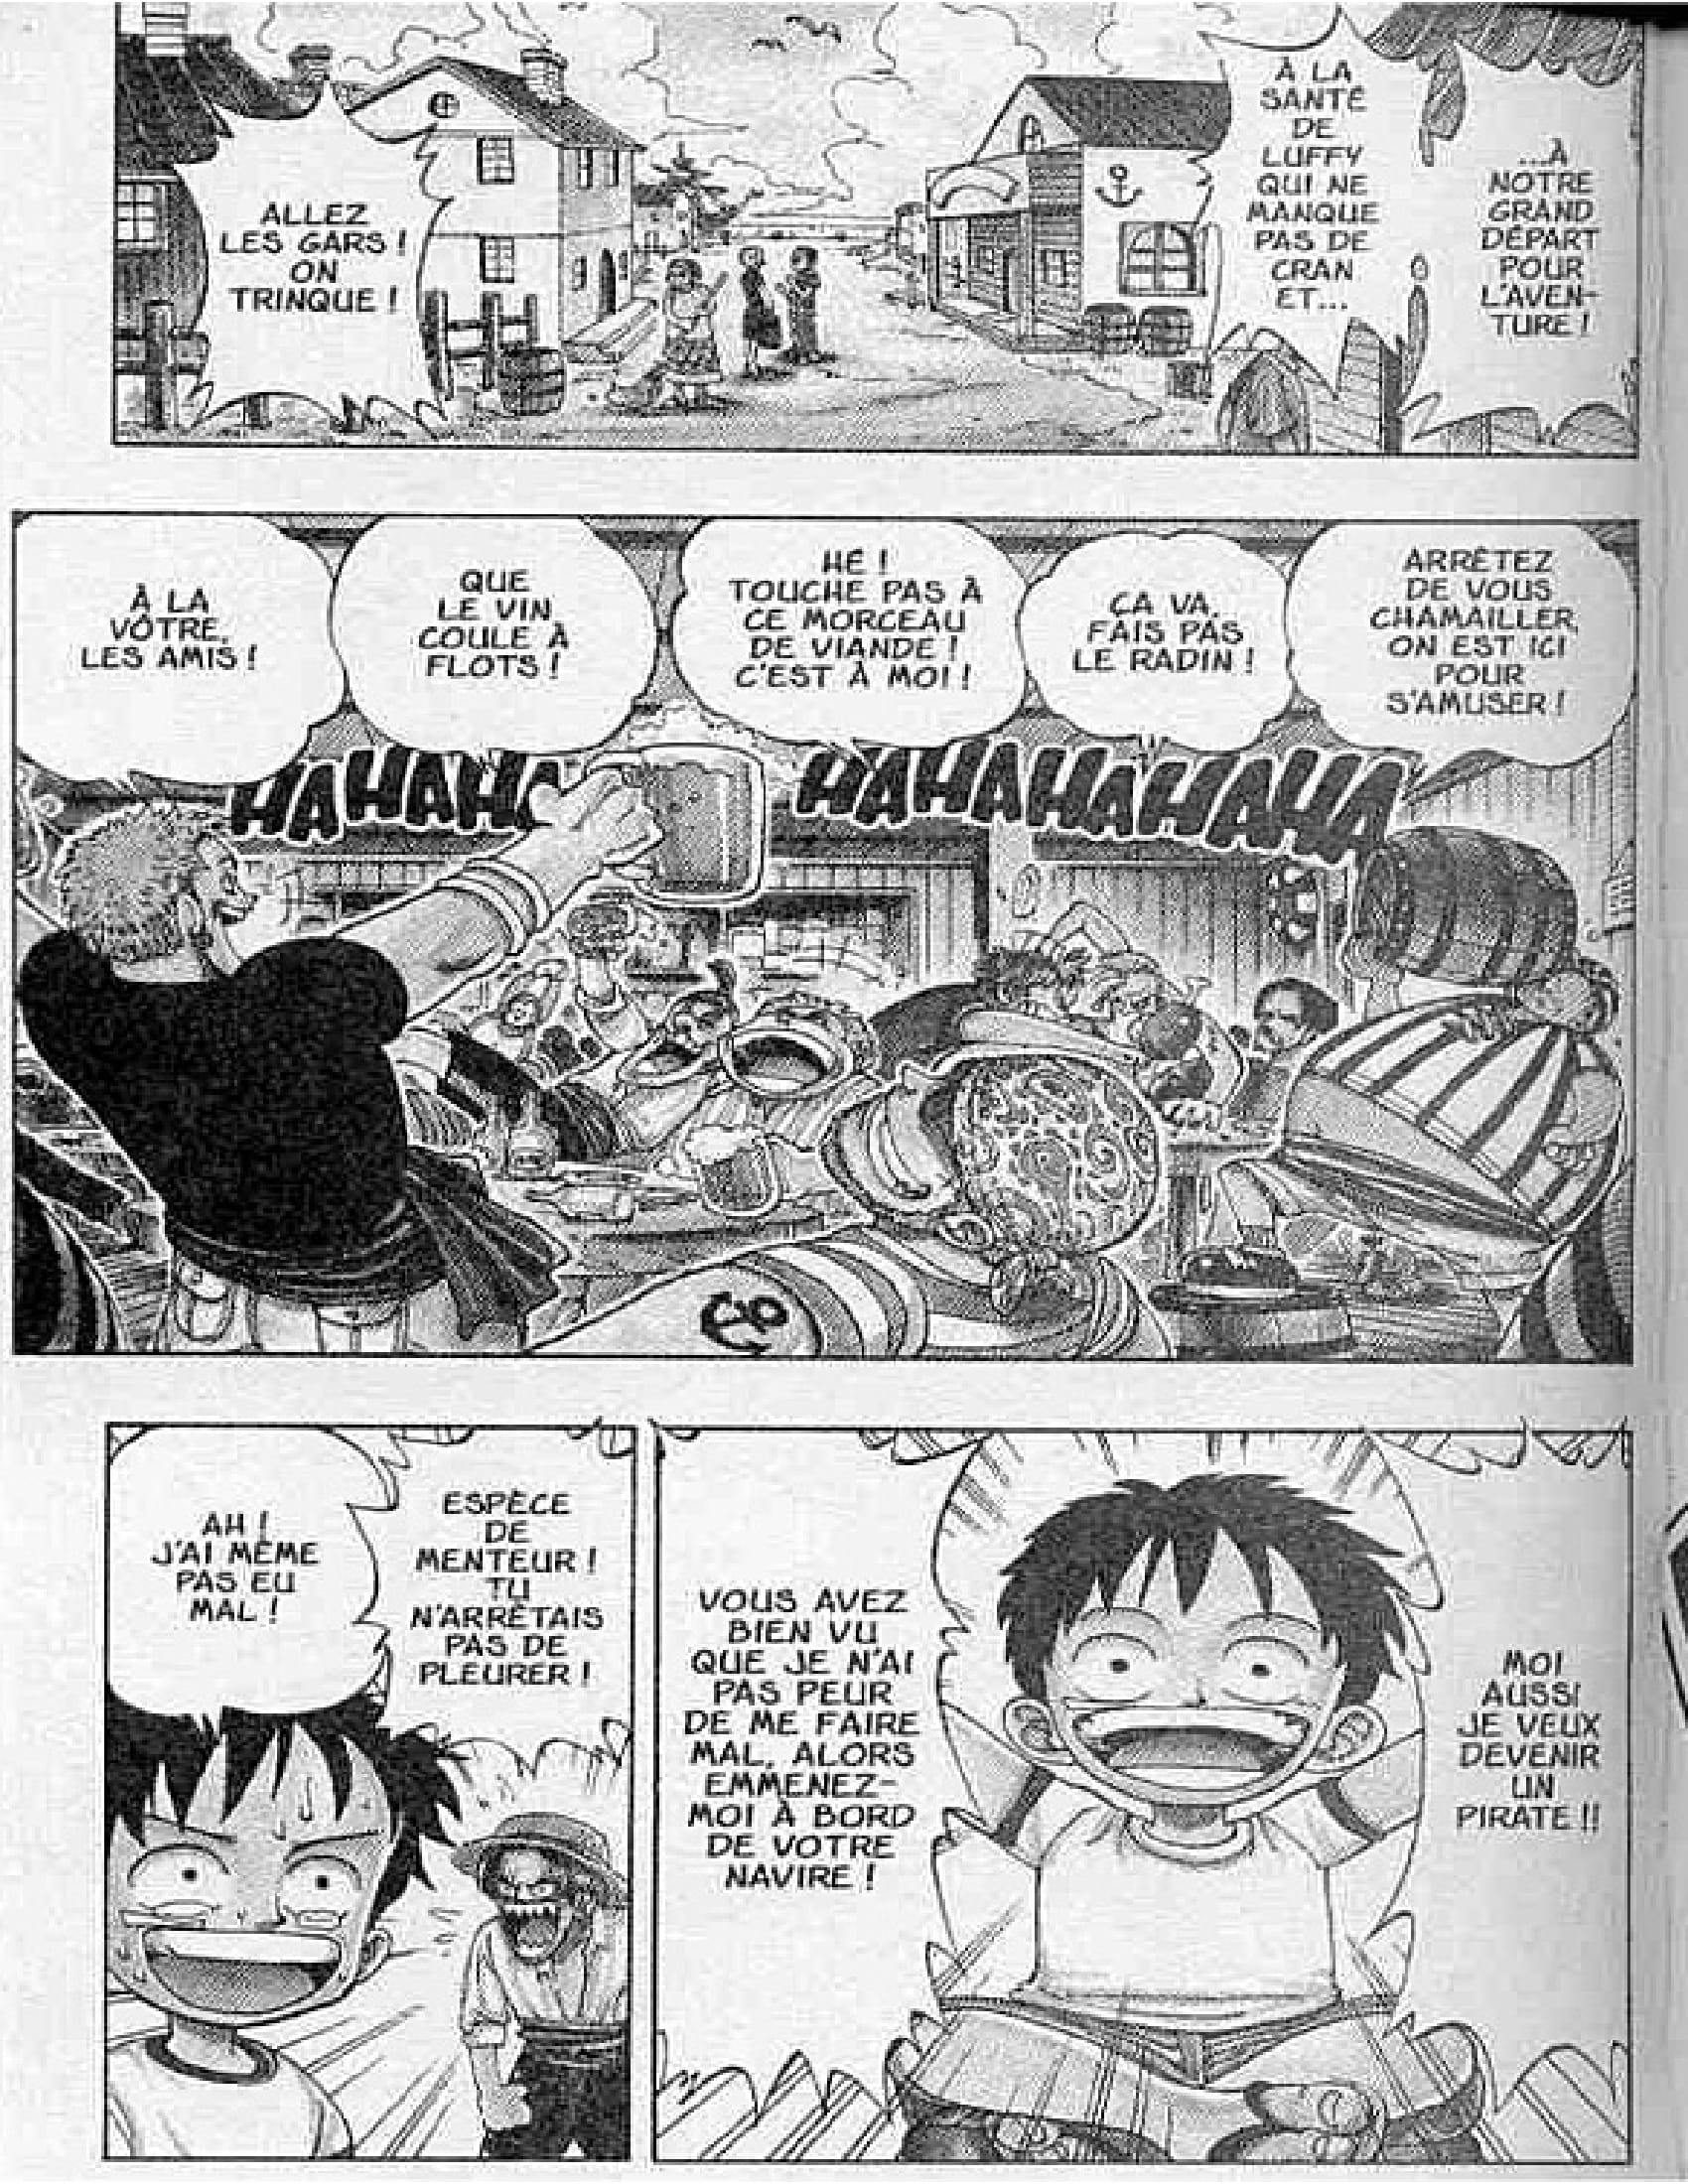 ALLEZ
LES GARS !
ON
TRINQUE !
À LA
SANTÉ
DE
LUFFY
QUI NE
MANQUE
PAS DE
CRAN
ET...
...À
NOTRE
GRAND
DÉPART
POUR
L'AVEN-
TURE !
À LA
VÔTRE,
LES AMIS !
QUE
LE VIN
COULE À
FLOTS !
HÉ !
TOUCHE PAS À
CE MORCEAU
DE VIANDE !
C'EST À MOI !
ÇA VA,
FAIS PAS
LE RADIN !
ARRÊTEZ
DE VOUS
CHAMAILLER,
ON EST ICI
POUR
S'AMUSER !
HAHAHA
HAHAHAHAHA
VOUS AVEZ
BIEN VU
QUE JE N'AI
PAS PEUR
DE ME FAIRE
MAL, ALORS
EMMENEZ-
MOI À BORD
DE VOTRE
NAVIRE !
MOI
AUSSI
JE VEUX
DEVENIR
UN
PIRATE !!
AH !
J'AI MÊME
PAS EU
MAL !
ESPÈCE
DE
MENTEUR !
TU
N'ARRÊTAIS
PAS DE
PLEURER !